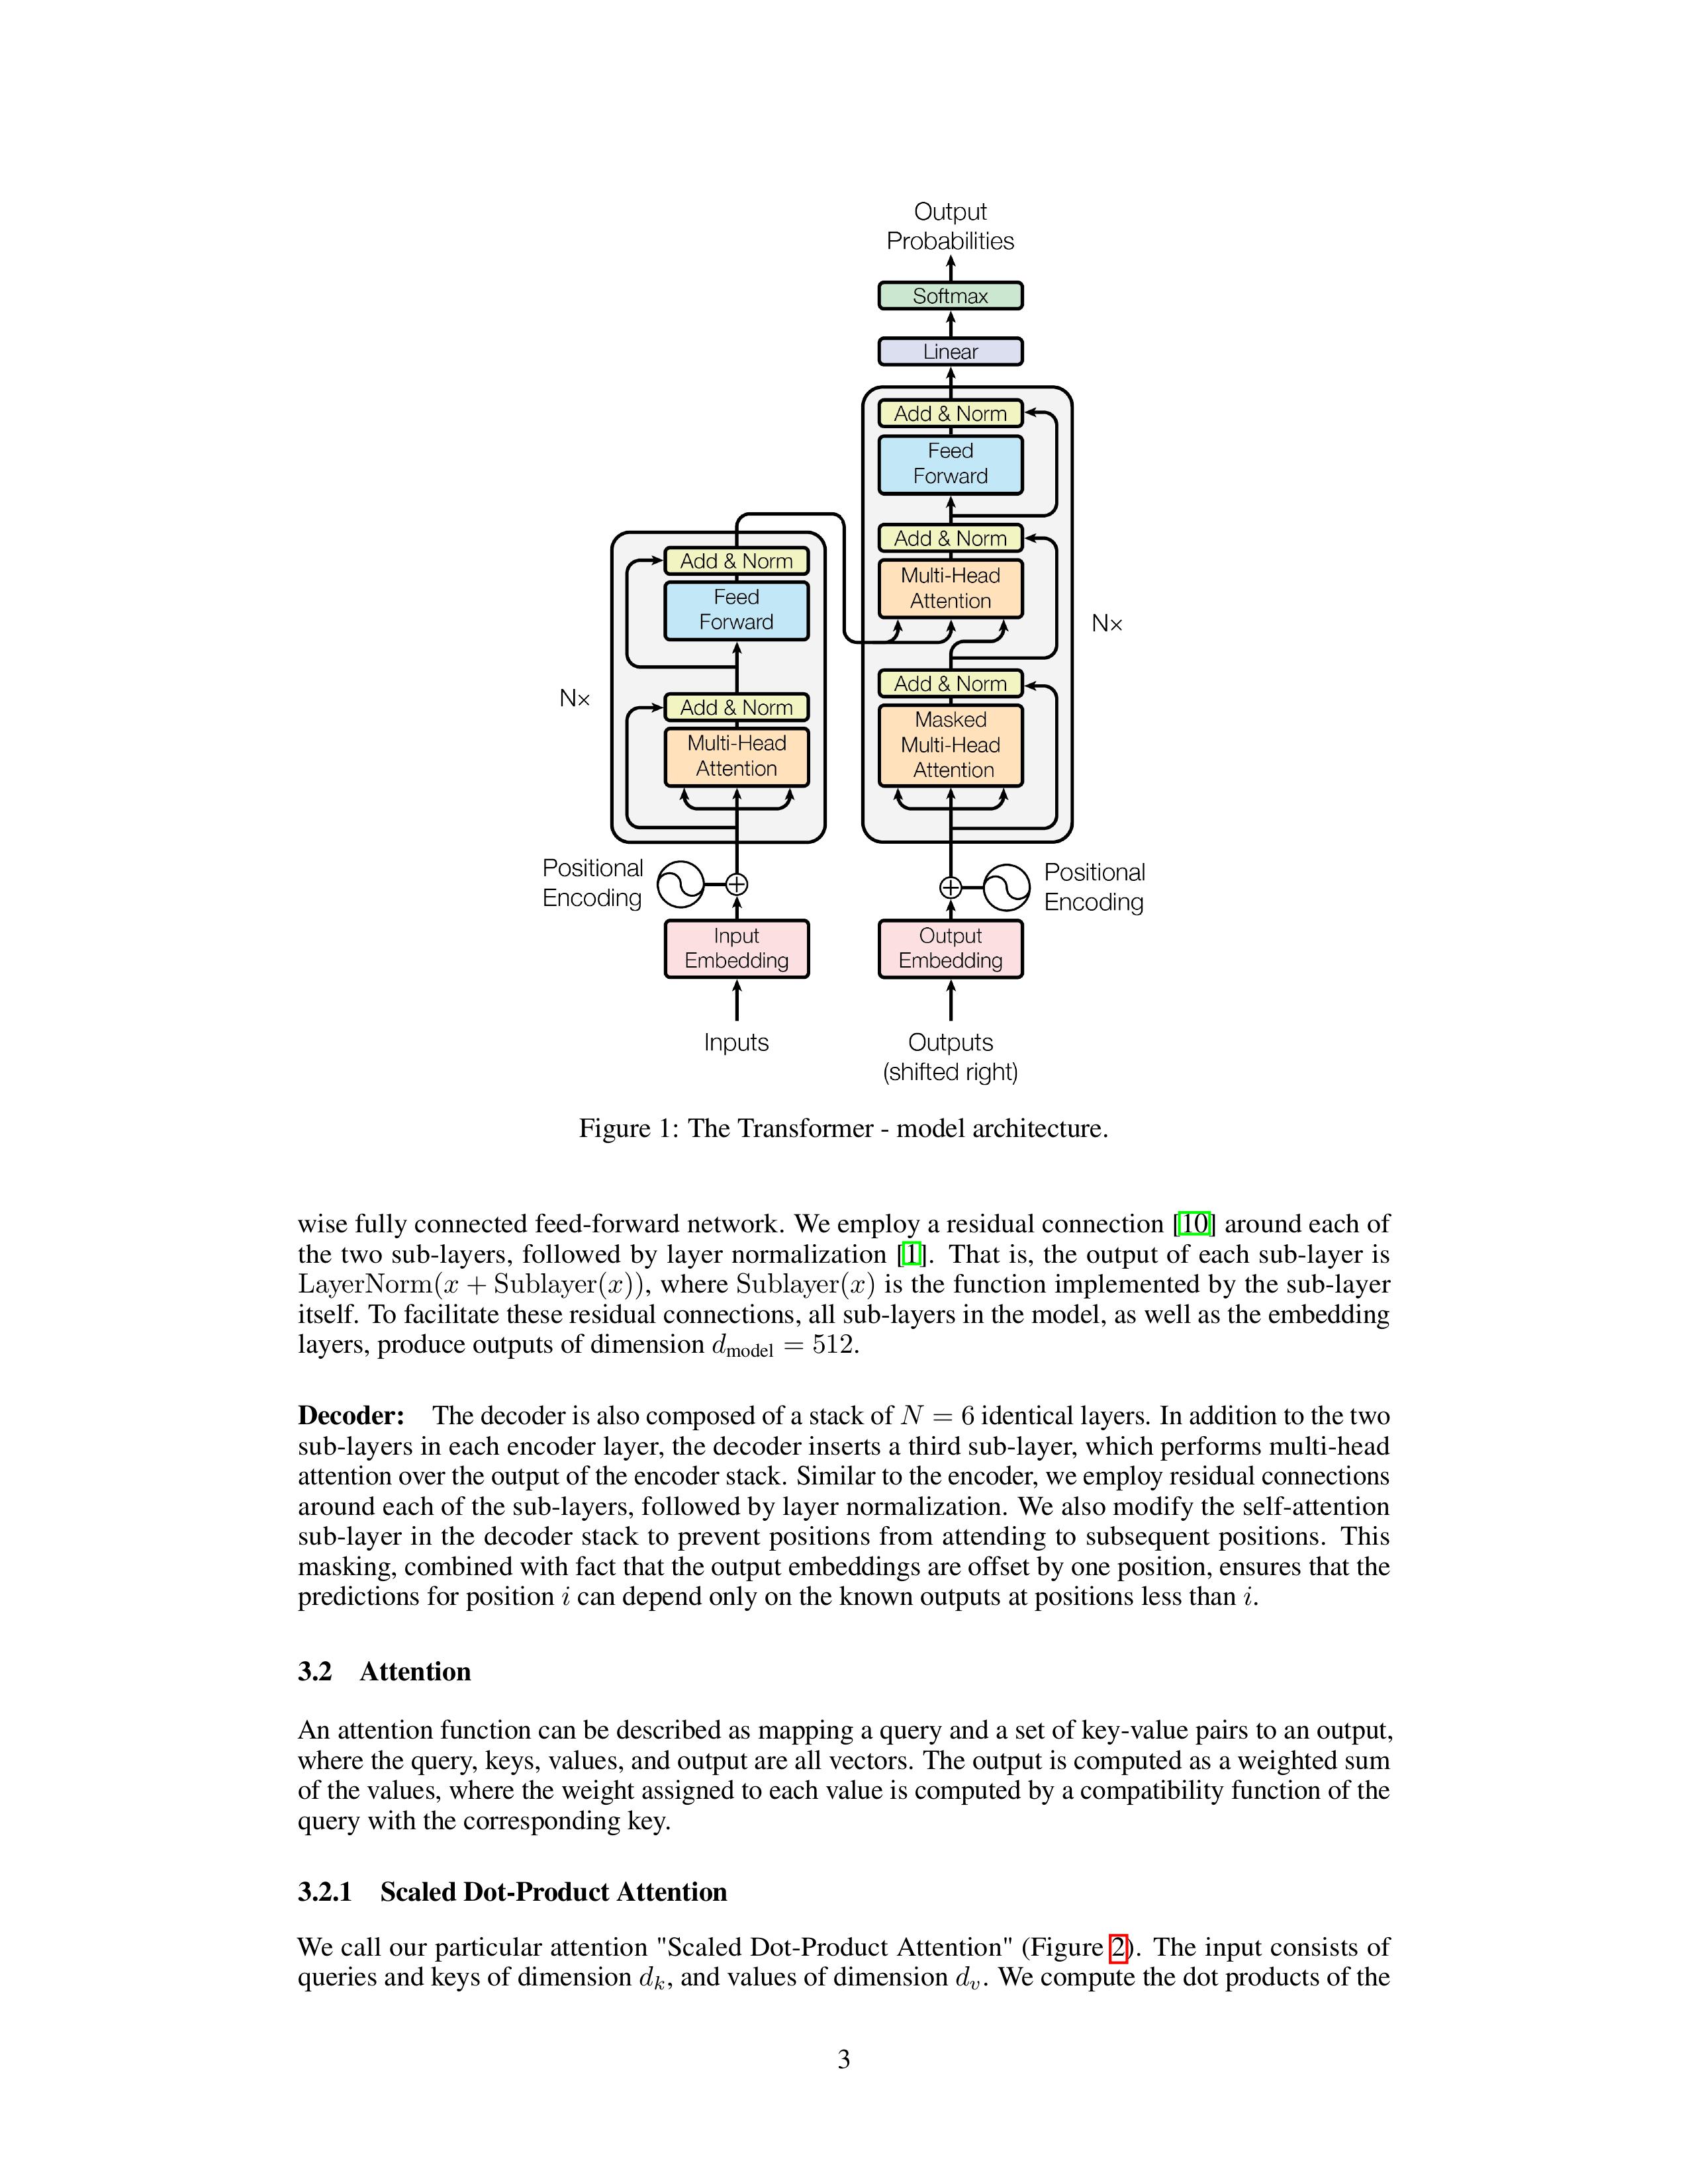 Output
Probabilities
Softmax
Linear
Add & Norm
Feed
Forward
Add & Norm
Multi-Head
Attention
Nx
Add & Norm
Masked
Multi-Head
Attention
Add & Norm
Feed
Forward
Nx
Add & Norm
Multi-Head
Attention
Positional
Encoding
Positional
Encoding
Input
Embedding
Output
Embedding
Inputs
Outputs
(shifted right)
Figure 1: The Transformer - model architecture.
wise fully connected feed-forward network. We employ a residual connection [10] around each of
the two sub-layers, followed by layer normalization [1]. That is, the output of each sub-layer is
LayerNorm(x + Sublayer(x)), where Sublayer(x) is the function implemented by the sub-layer
itself. To facilitate these residual connections, all sub-layers in the model, as well as the embedding
layers, produce outputs of dimension d_model = 512.
Decoder: The decoder is also composed of a stack of N = 6 identical layers. In addition to the two
sub-layers in each encoder layer, the decoder inserts a third sub-layer, which performs multi-head
attention over the output of the encoder stack. Similar to the encoder, we employ residual connections
around each of the sub-layers, followed by layer normalization. We also modify the self-attention
sub-layer in the decoder stack to prevent positions from attending to subsequent positions. This
masking, combined with fact that the output embeddings are offset by one position, ensures that the
predictions for position i can depend only on the known outputs at positions less than i.
3.2 Attention
An attention function can be described as mapping a query and a set of key-value pairs to an output,
where the query, keys, values, and output are all vectors. The output is computed as a weighted sum
of the values, where the weight assigned to each value is computed by a compatibility function of the
query with the corresponding key.
3.2.1 Scaled Dot-Product Attention
We call our particular attention "Scaled Dot-Product Attention" (Figure 2). The input consists of
queries and keys of dimension d_k, and values of dimension d_v. We compute the dot products of the
3